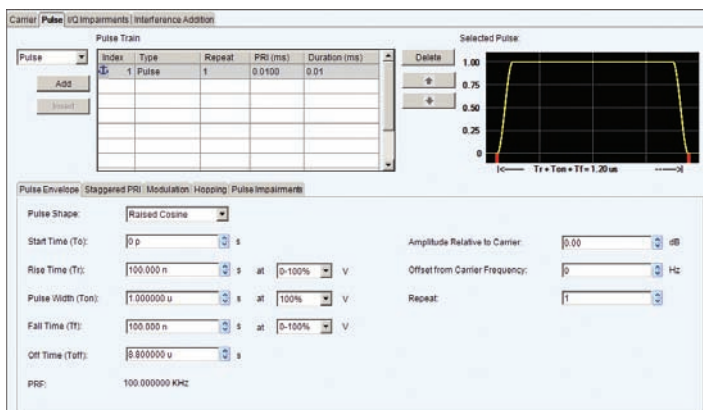 Carrier Pulse I/Q Impairments Interference Addition
Pulse Train
Selected Pulse:
Pulse
Add
Insert
Index Type Repeat PRI (ms) Duration (ms)
1 Pulse 1 0.0100 0.01
Delete
1.00
0.75
0.50
0.25
0
|<---- Tr + Ton + Tf = 1.20 us ---->|
Pulse Envelope Staggered PRI Modulation Hopping Pulse Impairments
Pulse Shape: Raised Cosine
Start Time (To): 0 p s
Amplitude Relative to Carrier: 0.00 dB
Rise Time (Tr): 100.000 n s at 0-100% V
Offset from Carrier Frequency: 0 Hz
Pulse Width (Ton): 1.000000 u s at 100% V
Repeat: 1
Fall Time (Tf): 100.000 n s at 0-100% V
Off Time (Toff): 8.800000 u s
PRF: 100.000000 KHz